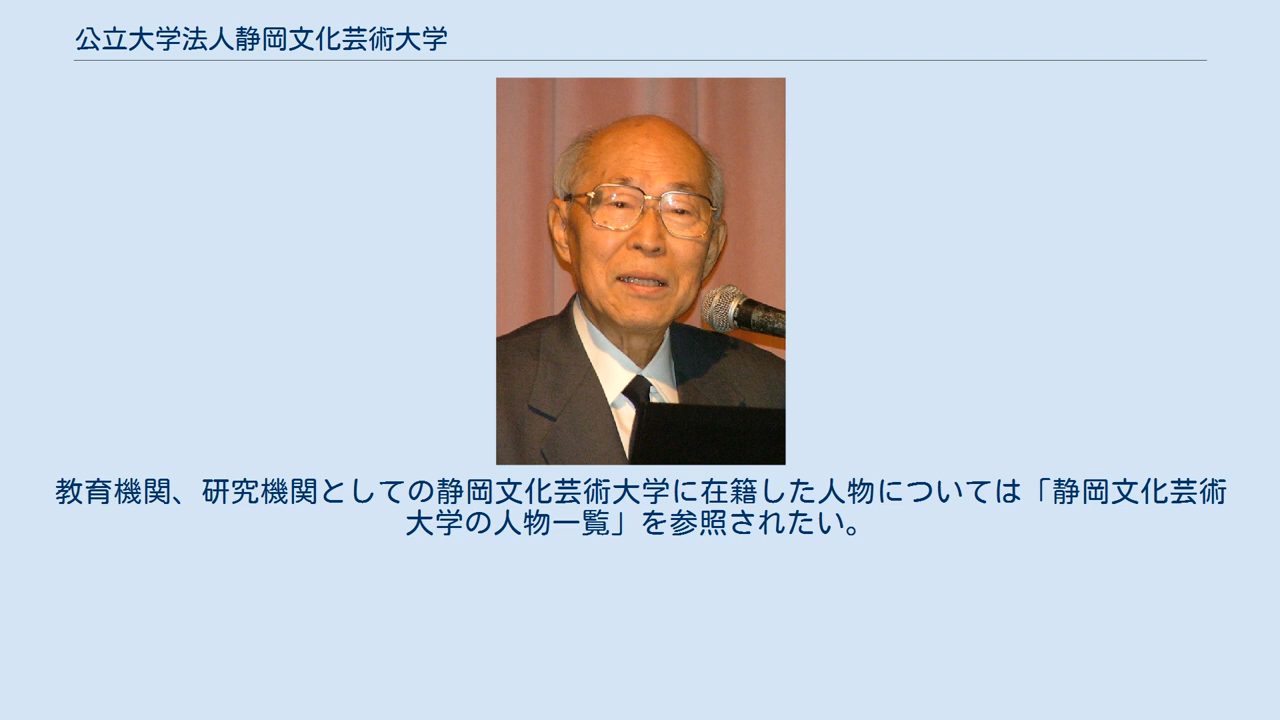 公立大学法人静岡文化芸術大学
教育機関、研究機関としての静岡文化芸術大学に在籍した人物については「静岡文化芸術
大学の人物一覧」を参照されたい。